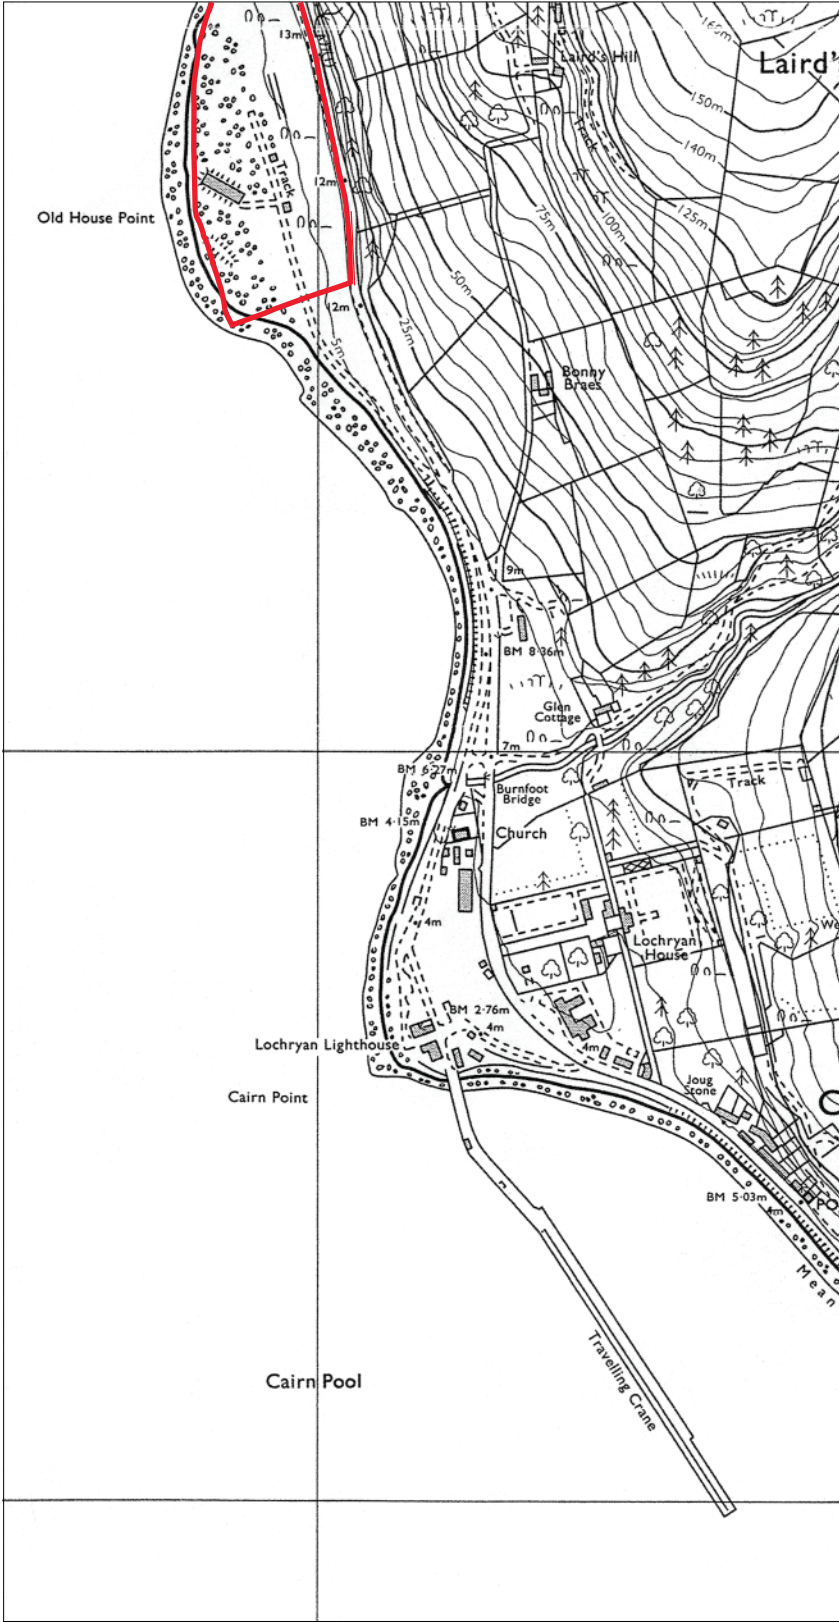 13m
Laird's Hill
Laird's
160m
150m
Track
140m
Track
12m
Old House Point
75m
100m
125m
50m
12m
25m
5m
Bonny
Braes
9m
BM 8·36m
Glen
Cottage
7m
BM 6·27m
Burnfoot
Bridge
Track
BM 4·15m
Church
4m
Lochryan
House
We
BM 2·76m
4m
Lochryan Lighthouse
4m
Cairn Point
Joug
Stone
C
BM 5·03m
4m
PO
Mean
Travelling Crane
Cairn Pool